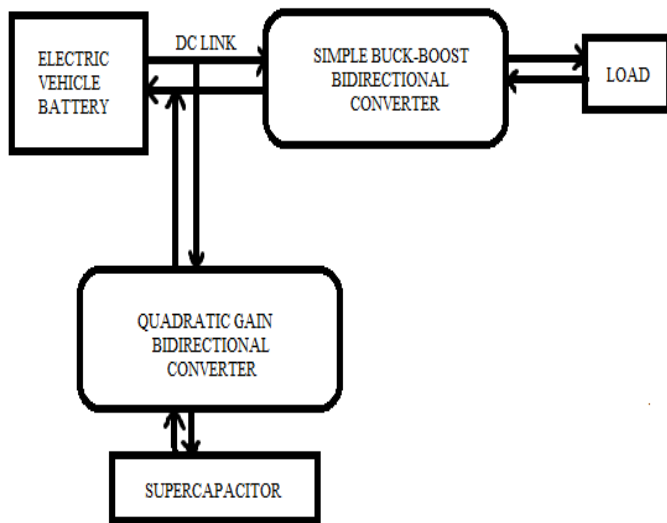 ELECTRIC
VEHICLE
BATTERY
DC LINK
SIMPLE BUCK-BOOST
BIDIRECTIONAL
CONVERTER
LOAD
QUADRATIC GAIN
BIDIRECTIONAL
CONVERTER
SUPERCAPACITOR